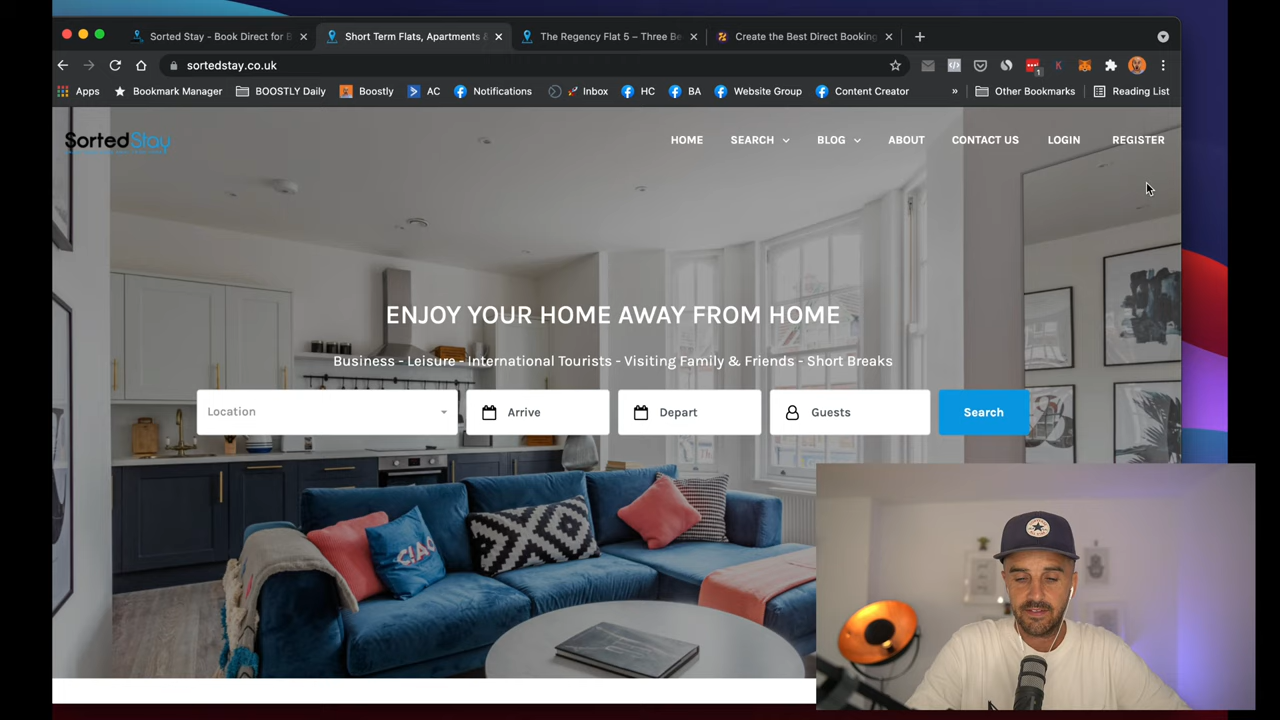 Sorted Stay - Book Direct for B
Short Term Flats, Apartments &
The Regency Flat 5 – Three Be
Create the Best Direct Booking
sortedstay.co.uk
1
Apps
Bookmark Manager
BOOSTLY Daily
Boostly
AC
Notifications
Inbox
HC
BA
Website Group
Content Creator
»
Other Bookmarks
Reading List
SortedStay
HOME
SEARCH
BLOG
ABOUT
CONTACT US
LOGIN
REGISTER
ENJOY YOUR HOME AWAY FROM HOME
Business - Leisure - International Tourists - Visiting Family & Friends - Short Breaks
Location
Arrive
Depart
Guests
Search
CIAO